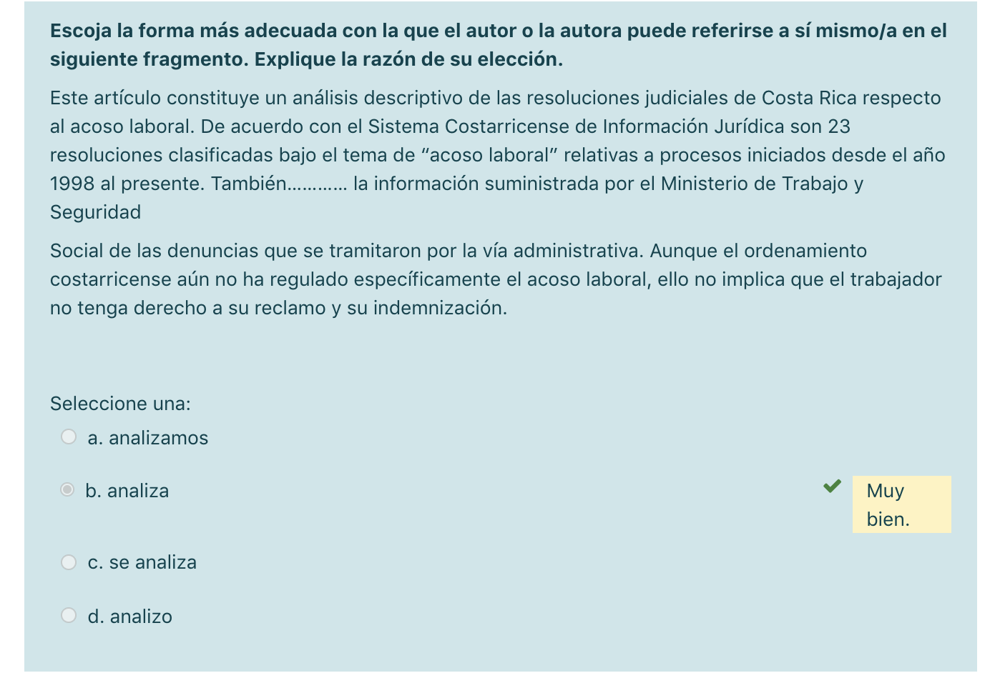 Escoja la forma más adecuada con la que el autor o la autora puede referirse a sí mismo/a en el
siguiente fragmento. Explique la razón de su elección.
Este artículo constituye un análisis descriptivo de las resoluciones judiciales de Costa Rica respecto
al acoso laboral. De acuerdo con el Sistema Costarricense de Información Jurídica son 23
resoluciones clasificadas bajo el tema de “acoso laboral” relativas a procesos iniciados desde el año
1998 al presente. También............ la información suministrada por el Ministerio de Trabajo y
Seguridad
Social de las denuncias que se tramitaron por la vía administrativa. Aunque el ordenamiento
costarricense aún no ha regulado específicamente el acoso laboral, ello no implica que el trabajador
no tenga derecho a su reclamo y su indemnización.
Seleccione una:
a. analizamos
b. analiza
Muy
bien.
c. se analiza
d. analizo